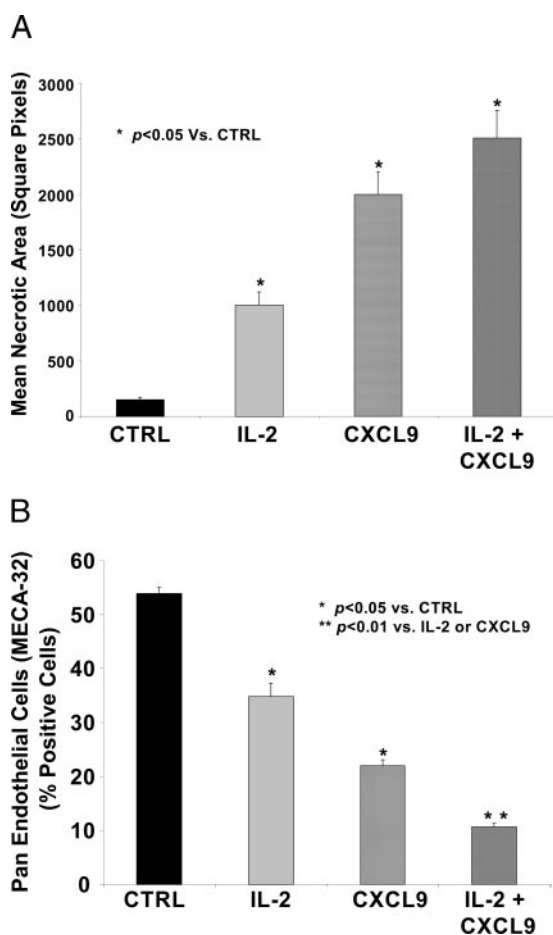 A
Mean Necrotic Area (Square Pixels)
3000
2500
2000
1500
1000
500
0
* p<0.05 Vs. CTRL
*
*
*
CTRL
IL-2
CXCL9
IL-2 +
CXCL9
B
Pan Endothelial Cells (MECA-32)
(% Positive Cells)
60
50
40
30
20
10
0
* p<0.05 vs. CTRL
** p<0.01 vs. IL-2 or CXCL9
*
*
* *
CTRL
IL-2
CXCL9
IL-2 +
CXCL9